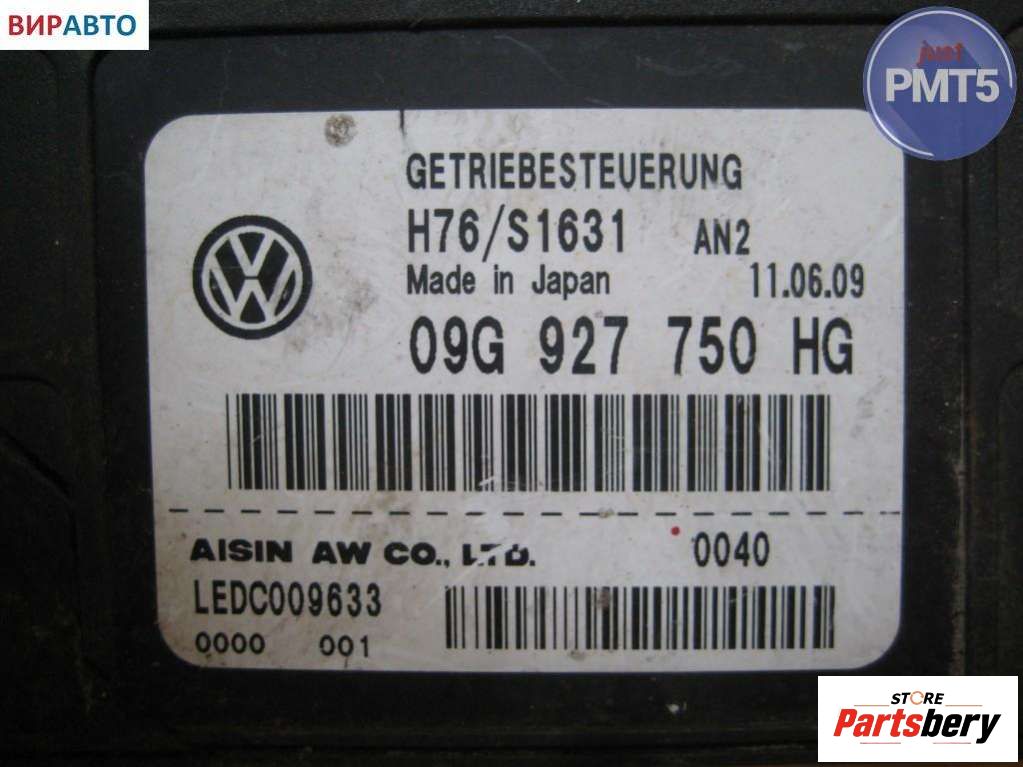 ВИРАВТО
just
PMT5
GETRIEBESTEUERUNG
H76/S1631 AN2
Made in Japan 11.06.09
09G 927 750 HG
AISIN AW CO., LTD. 0040
LEDC009633
0000 001
STORE
Partsbery